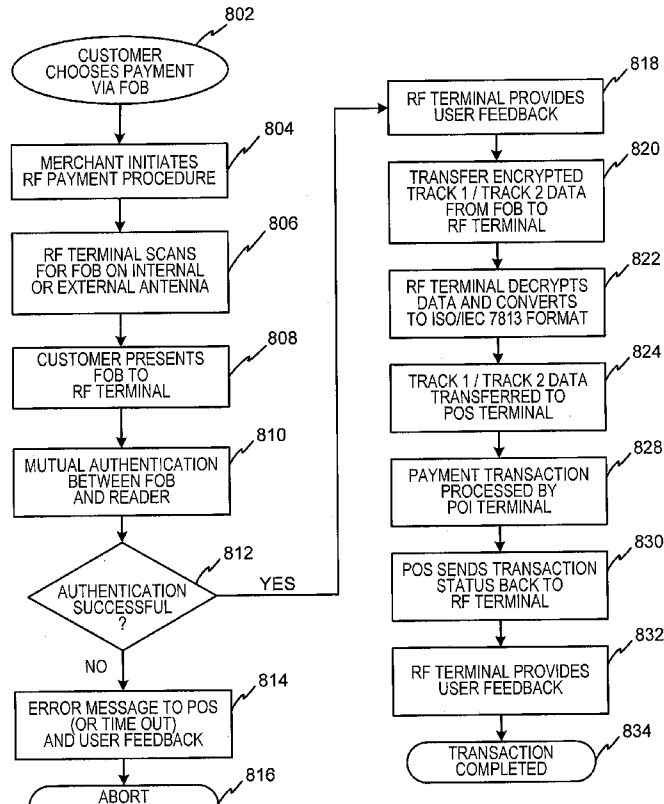 802
CUSTOMER
CHOOSES PAYMENT
VIA FOB
804
MERCHANT INITIATES
RF PAYMENT PROCEDURE
806
RF TERMINAL SCANS
FOR FOB ON INTERNAL
OR EXTERNAL ANTENNA
808
CUSTOMER PRESENTS
FOB TO
RF TERMINAL
810
MUTUAL AUTHENTICATION
BETWEEN FOB
AND READER
812
AUTHENTICATION
SUCCESSFUL
?
YES
NO
814
ERROR MESSAGE TO POS
(OR TIME OUT)
AND USER FEEDBACK
816
ABORT
818
RF TERMINAL PROVIDES
USER FEEDBACK
820
TRANSFER ENCRYPTED
TRACK 1 / TRACK 2 DATA
FROM FOB TO
RF TERMINAL
822
RF TERMINAL DECRYPTS
DATA AND CONVERTS
TO ISO/IEC 7813 FORMAT
824
TRACK 1 / TRACK 2 DATA
TRANSFERRED TO
POS TERMINAL
828
PAYMENT TRANSACTION
PROCESSED BY
POI TERMINAL
830
POS SENDS TRANSACTION
STATUS BACK TO
RF TERMINAL
832
RF TERMINAL PROVIDES
USER FEEDBACK
834
TRANSACTION
COMPLETED